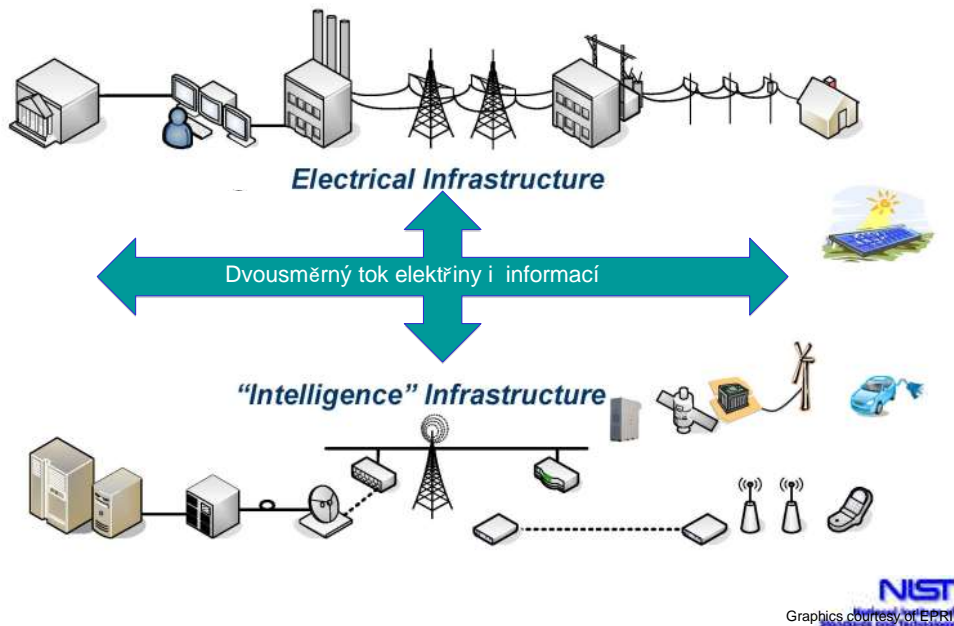 Electrical Infrastructure
Dvousměrný tok elektřiny i informací
“Intelligence” Infrastructure
NIST
Graphics courtesy of EPRI